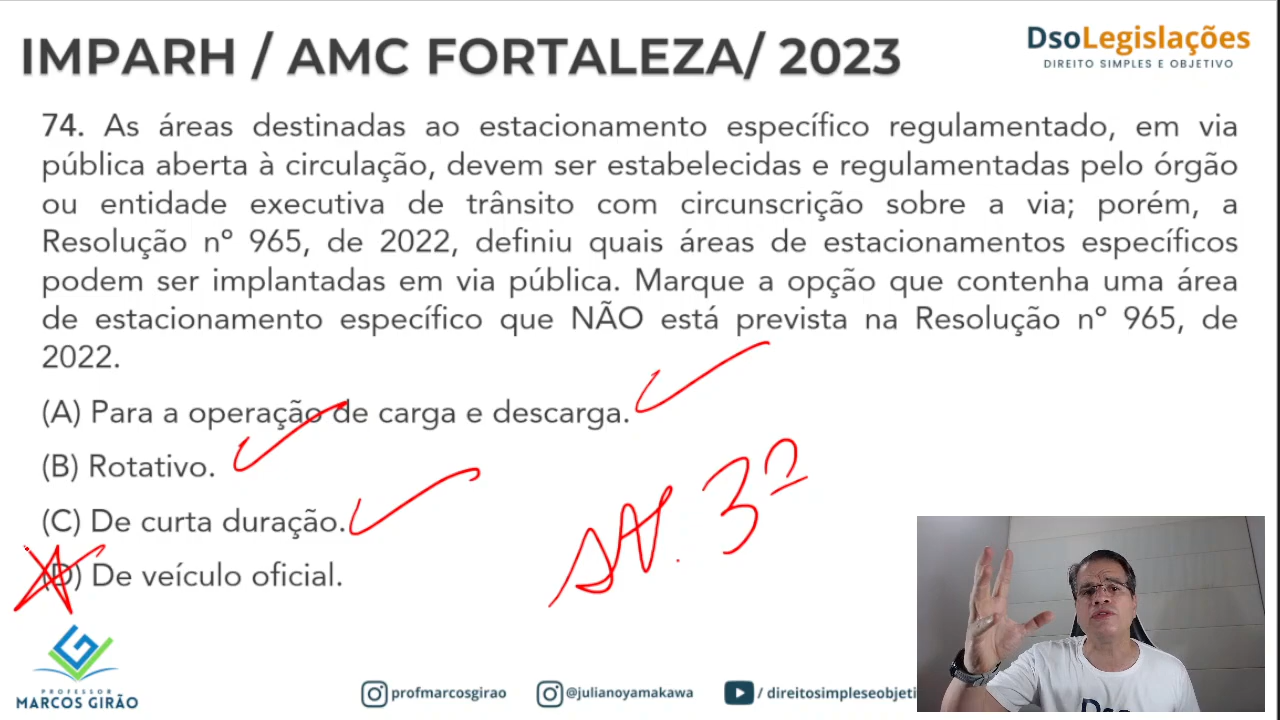 IMPARH / AMC FORTALEZA/ 2023
DsoLegislações
DIREITO SIMPLES E OBJETIVO
74. As áreas destinadas ao estacionamento específico regulamentado, em via
pública aberta à circulação, devem ser estabelecidas e regulamentadas pelo órgão
ou entidade executiva de trânsito com circunscrição sobre a via; porém, a
Resolução nº 965, de 2022, definiu quais áreas de estacionamentos específicos
podem ser implantadas em via pública. Marque a opção que contenha uma área
de estacionamento específico que NÃO está prevista na Resolução nº 965, de
2022.
(A) Para a operação de carga e descarga.
(B) Rotativo.
(C) De curta duração.
(D) De veículo oficial.
3º
PROFESSOR
MARCOS GIRÃO
profmarcosgirao
@julianoyamakawa
/ direitosimpleseobjeti